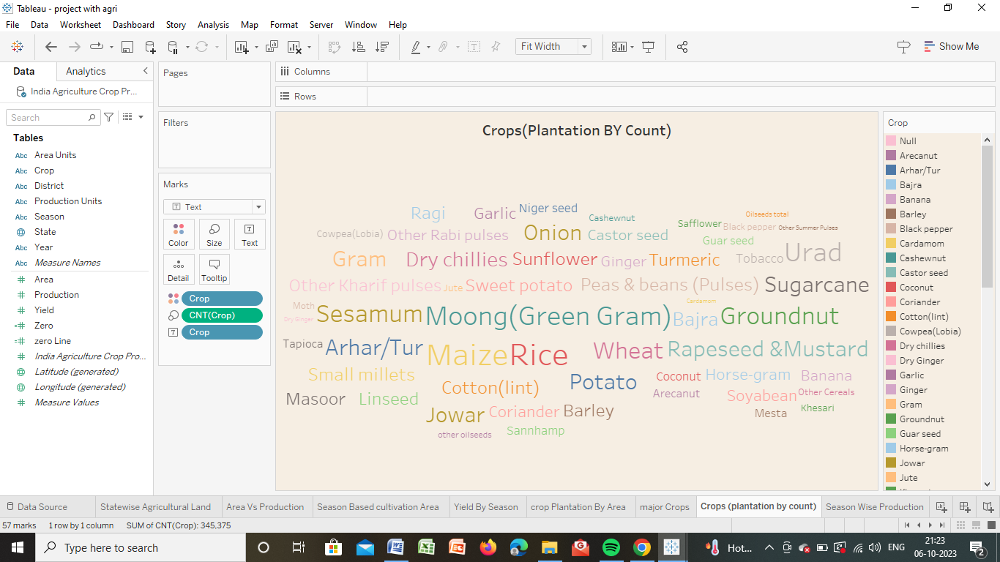 Tableau - project with agri
File Data Worksheet Dashboard Story Analysis Map Format Server Window Help
Fit Width
Show Me
Data Analytics
India Agriculture Crop Pr...
Search
Tables
Abc Area Units
Abc Crop
Abc District
Abc Production Units
Abc Season
State
Abc Year
Abc Measure Names
Area
Production
Yield
Zero
zero Line
India Agriculture Crop Pro...
Latitude (generated)
Longitude (generated)
Measure Values
Pages
Filters
Marks
Text
Color Size Text
Detail Tooltip
Crop
CNT(Crop)
Crop
Columns
Rows
Crops(Plantation BY Count)
Ragi Garlic Niger seed Cashewnut Safflower Oilseeds total
Cowpea(Lobia) Other Rabi pulses Onion Castor seed Guar seed Black pepper Other Summer Pulses
Gram Dry chillies Sunflower Ginger Turmeric Tobacco Urad
Other Kharif pulses Jute Sweet potato Peas & beans (Pulses) Sugarcane
Moth Dry Ginger Sesamum Moong(Green Gram) Cardamom Bajra Groundnut
Tapioca Arhar/Tur Maize Rice Wheat Rapeseed &Mustard
Small millets Cotton(lint) Potato Coconut Horse-gram Banana
Masoor Linseed Arecanut Soyabean Other Cereals
Jowar Coriander Barley Mesta Khesari
other oilseeds Sannhamp
Crop
Null
Arecanut
Arhar/Tur
Bajra
Banana
Barley
Black pepper
Cardamom
Cashewnut
Castor seed
Coconut
Coriander
Cotton(lint)
Cowpea(Lobia)
Dry chillies
Dry Ginger
Garlic
Ginger
Gram
Groundnut
Guar seed
Horse-gram
Jowar
Jute
Data Source Statewise Agricultural Land Area Vs Production Season Based cultivation Area Yield By Season crop Plantation By Area major Crops Crops (plantation by count) Season Wise Production
57 marks 1 row by 1 column SUM of CNT(Crop): 345,375
Type here to search
Hot... ENG 21:23
06-10-2023 2